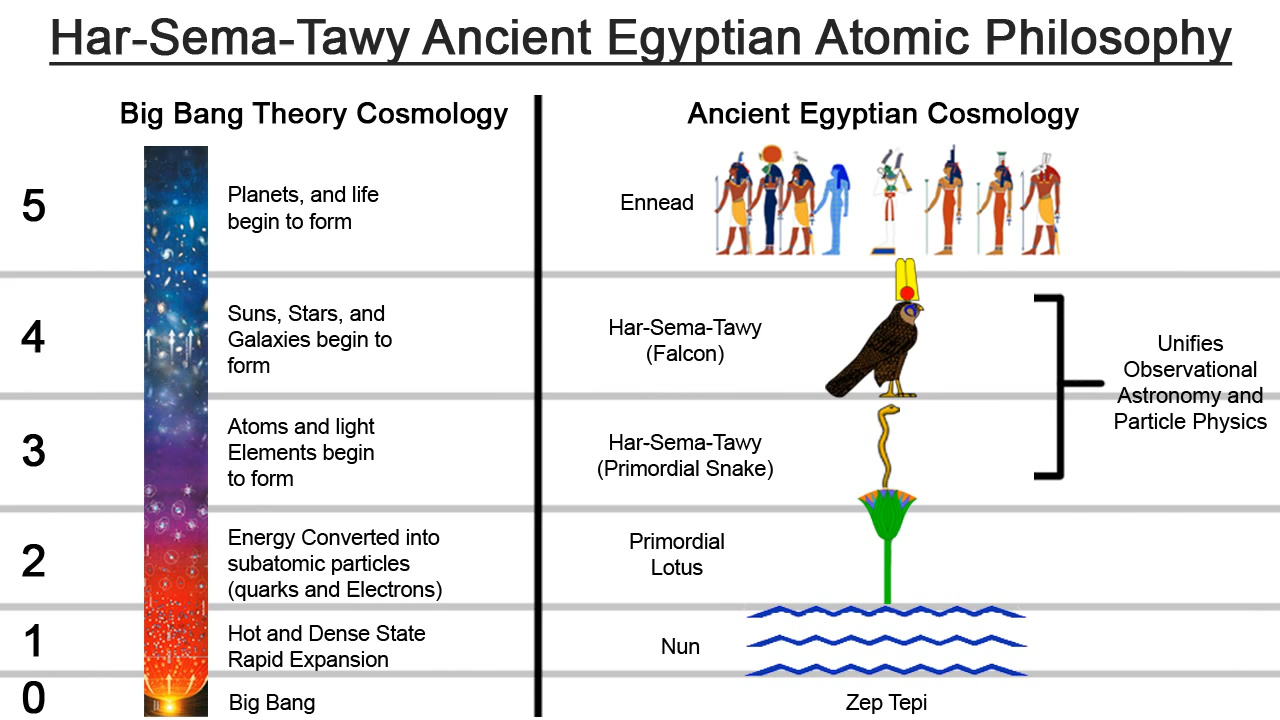 Har-Sema-Tawy Ancient Egyptian Atomic Philosophy
Big Bang Theory Cosmology
Ancient Egyptian Cosmology
5
Planets, and life
begin to form
Ennead
4
Suns, Stars, and
Galaxies begin to
form
Har-Sema-Tawy
(Falcon)
Unifies
Observational
Astronomy and
Particle Physics
3
Atoms and light
Elements begin
to form
Har-Sema-Tawy
(Primordial Snake)
2
Energy Converted into
subatomic particles
(quarks and Electrons)
Primordial
Lotus
1
Hot and Dense State
Rapid Expansion
Nun
0
Big Bang
Zep Tepi